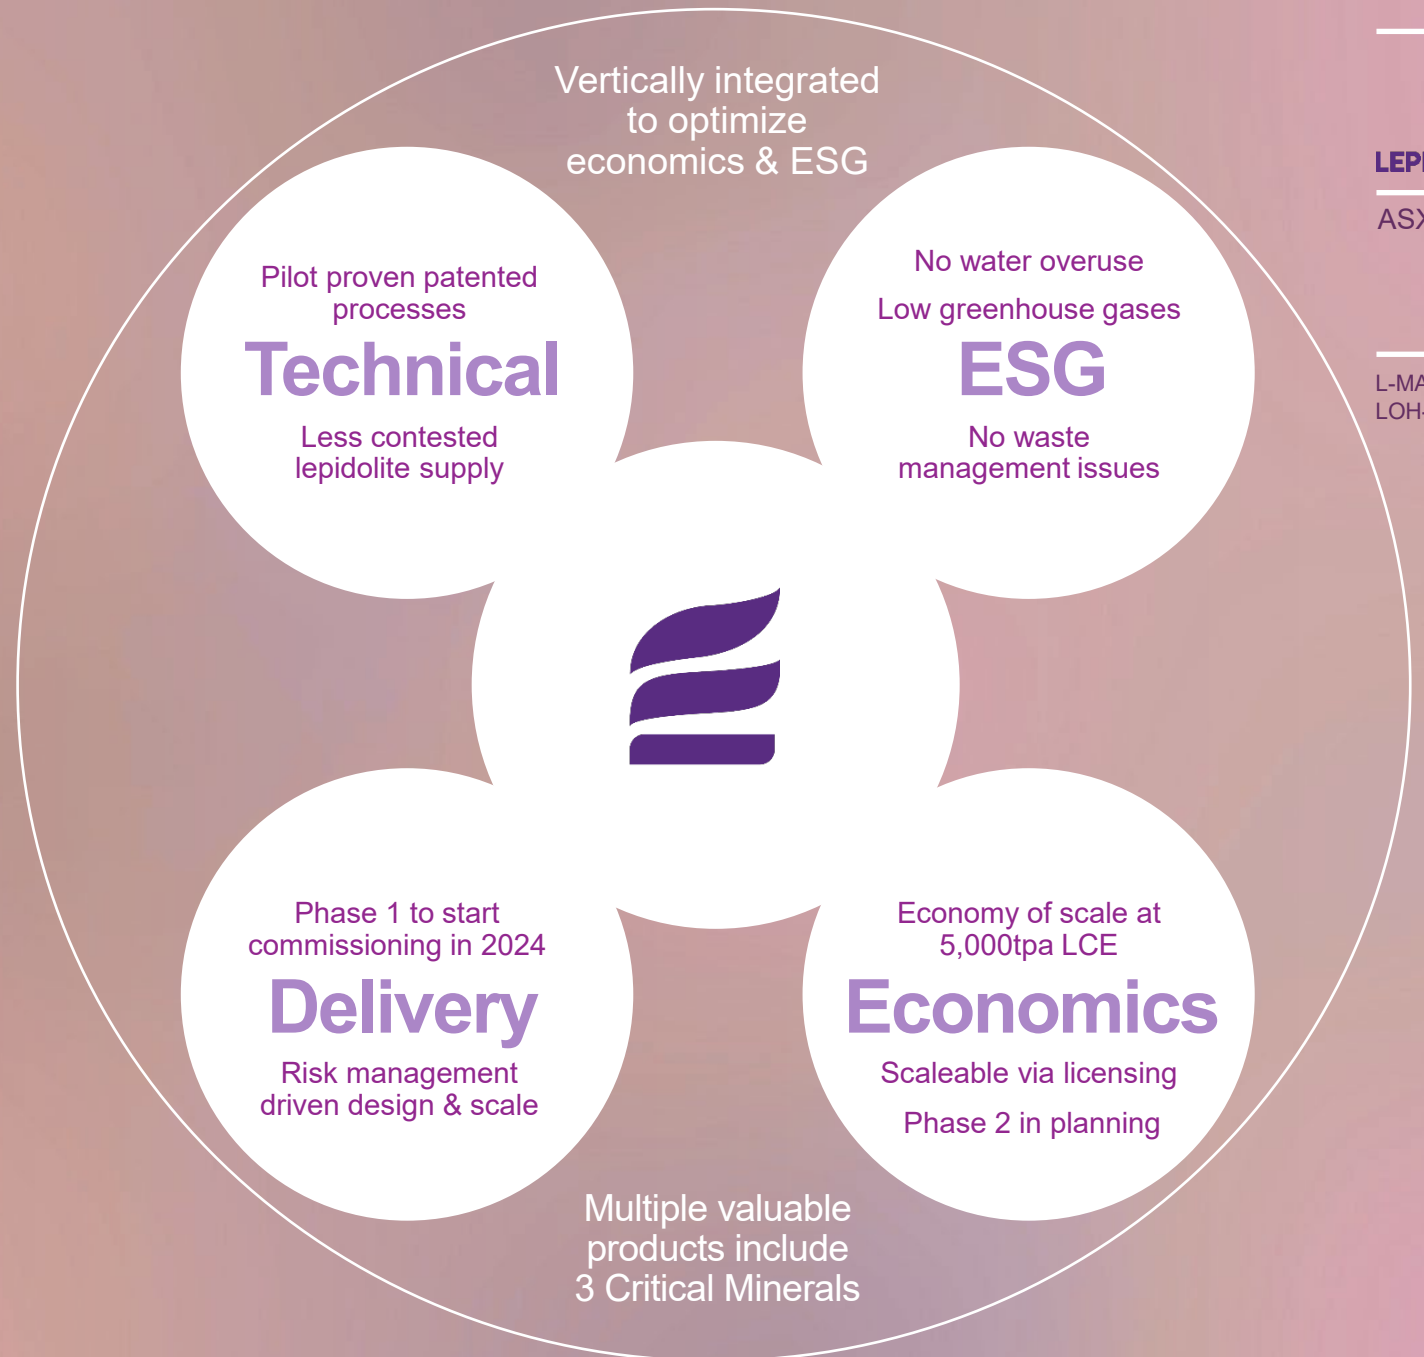 Vertically integrated
to optimize
economics & ESG
Pilot proven patented
processes
Technical
Less contested
lepidolite supply
No water overuse
Low greenhouse gases
ESG
No waste
management issues
Phase 1 to start
commissioning in 2024
Delivery
Risk management
driven design & scale
Economy of scale at
5,000tpa LCE
Economics
Scaleable via licensing
Phase 2 in planning
Multiple valuable
products include
3 Critical Minerals
ASX
L-MA
LOH-